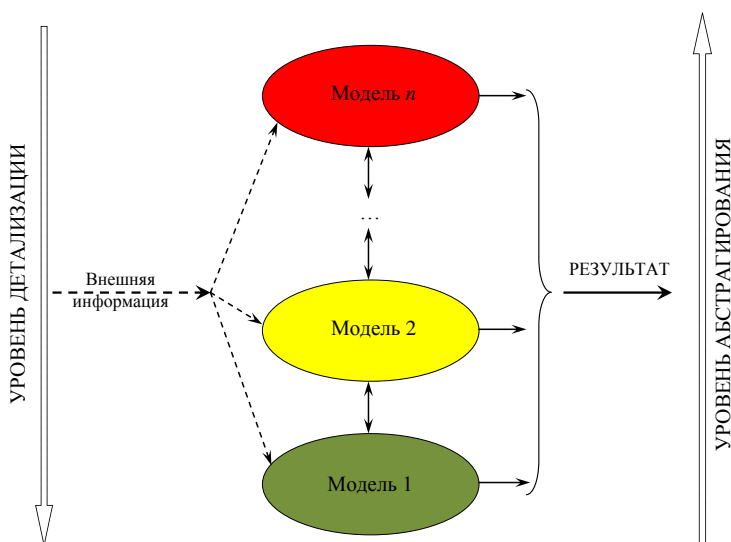 УРОВЕНЬ ДЕТАЛИЗАЦИИ
Внешняя
информация
Модель n
...
Модель 2
Модель 1
РЕЗУЛЬТАТ
УРОВЕНЬ АБСТРАГИРОВАНИЯ